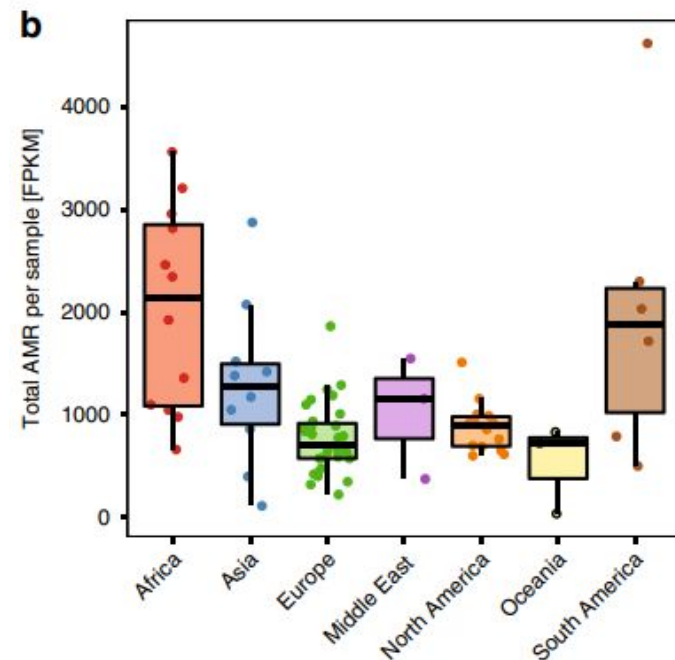 b
Total AMR per sample [FPKM]
4000
3000
2000
1000
0
Africa
Asia
Europe
Middle East
North America
Oceania
South America